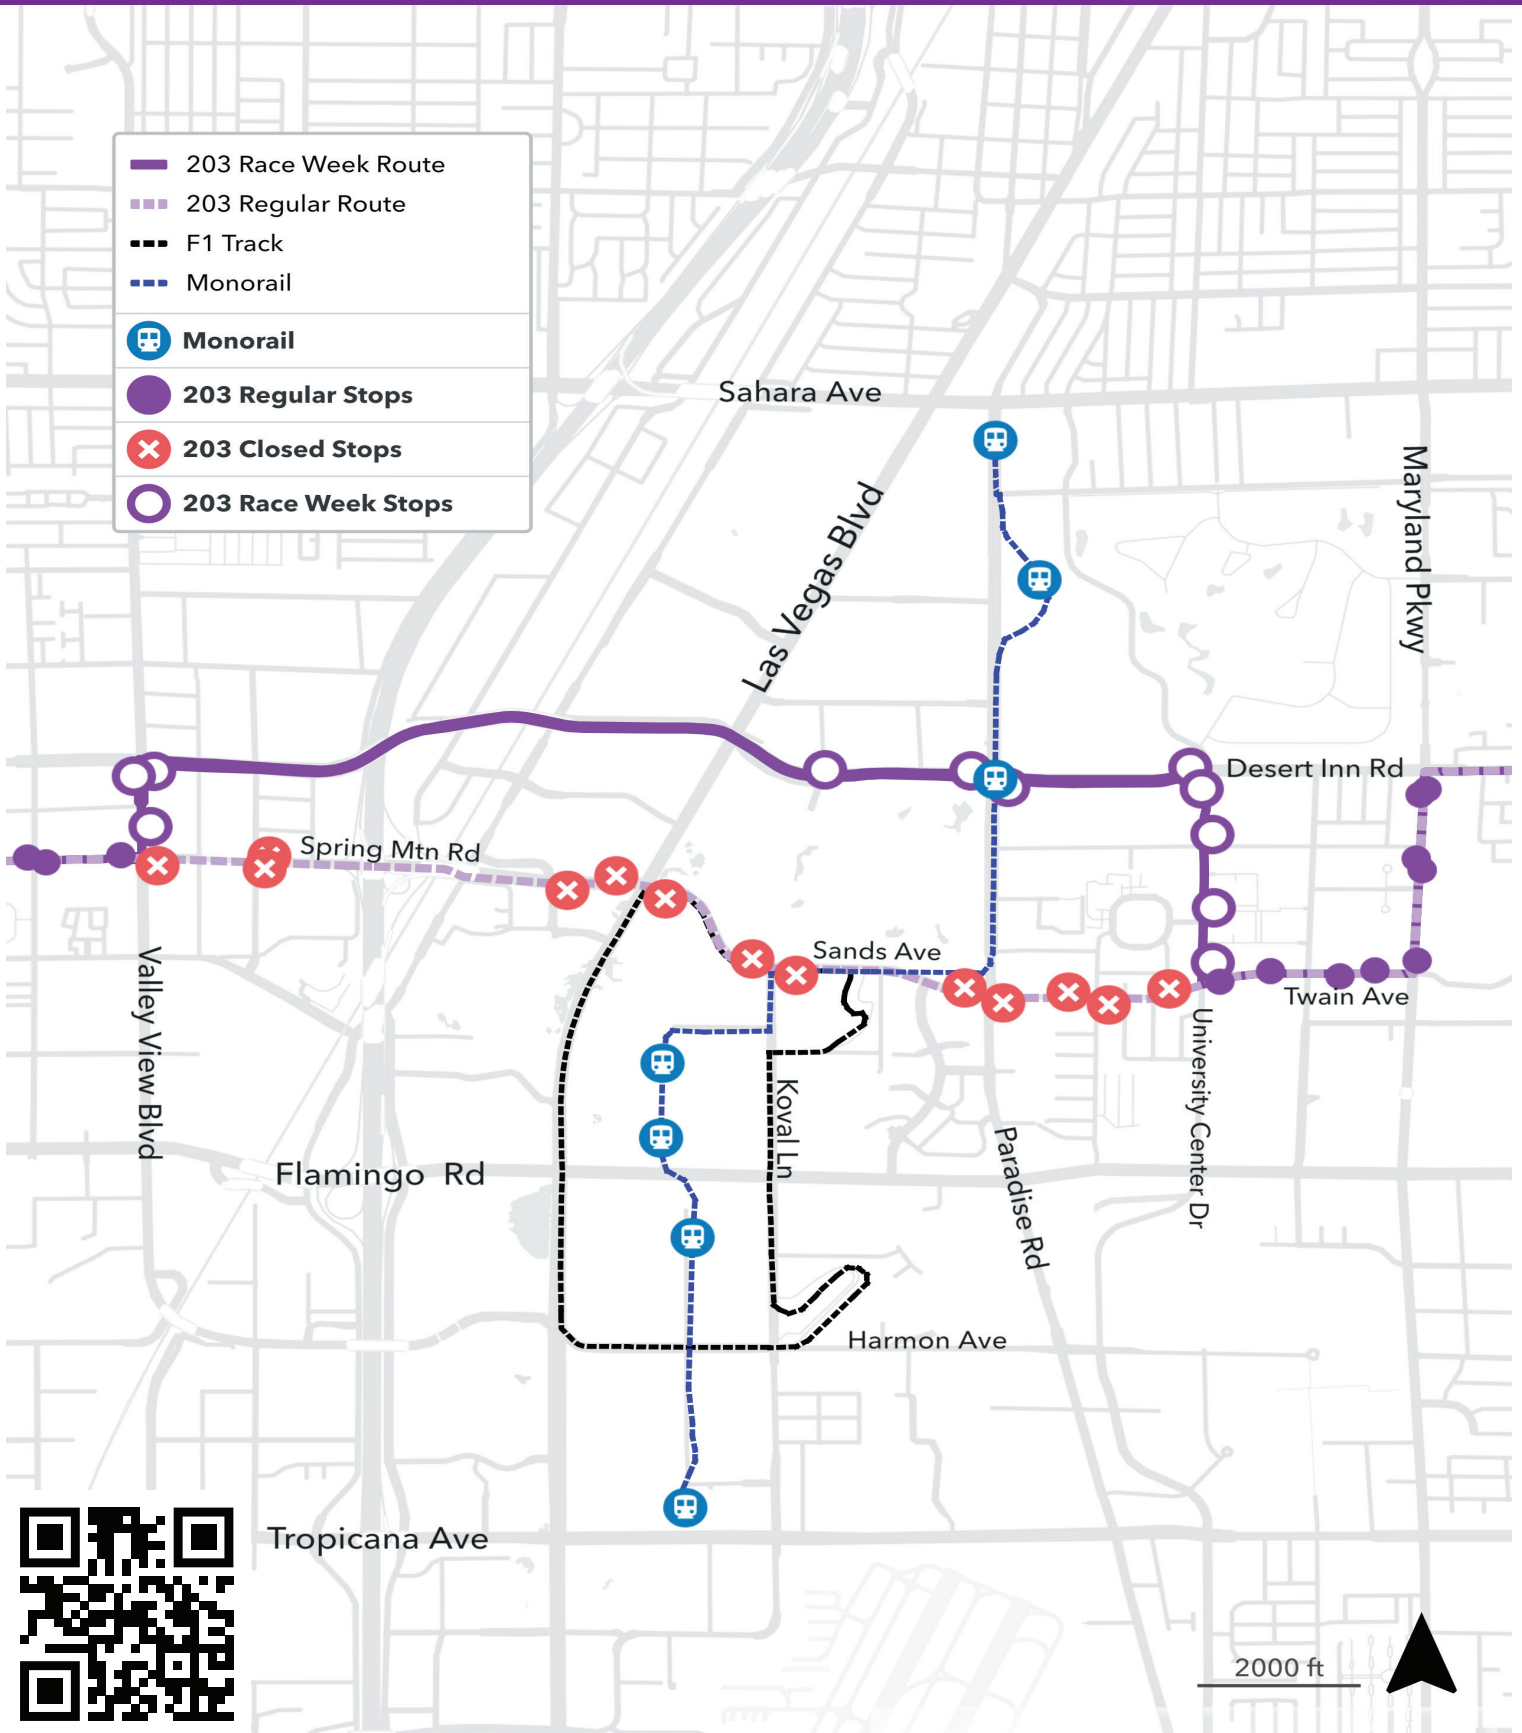 203 Race Week Route
203 Regular Route
F1 Track
Monorail
Monorail
203 Regular Stops
203 Closed Stops
203 Race Week Stops
Sahara Ave
Las Vegas Blvd
Maryland Pkwy
Desert Inn Rd
Spring Mtn Rd
Sands Ave
Twain Ave
Valley View Blvd
Koval Ln
University Center Dr
Paradise Rd
Flamingo Rd
Harmon Ave
Tropicana Ave
2000 ft